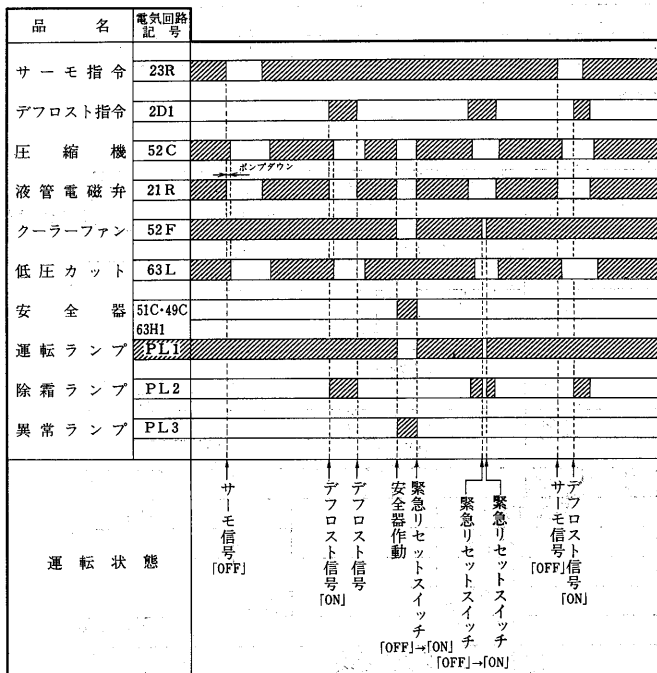 品名 電気回路記号
サーモ指令 23R
デフロスト指令 2D1
圧縮機 52C
ポンプダウン
液管電磁弁 21R
クーラーファン 52F
低圧カット 63L
安全器 51C・49C
63H1
運転ランプ PL1
除霜ランプ PL2
異常ランプ PL3
運転状態
サーモ信号「OFF」
デフロスト信号「ON」
デフロスト信号
安全器作動
緊急リセットスイッチ「OFF」→「ON」
緊急リセットスイッチ「OFF」→「ON」
緊急リセットスイッチ
サーモ信号「OFF」
デフロスト信号「ON」